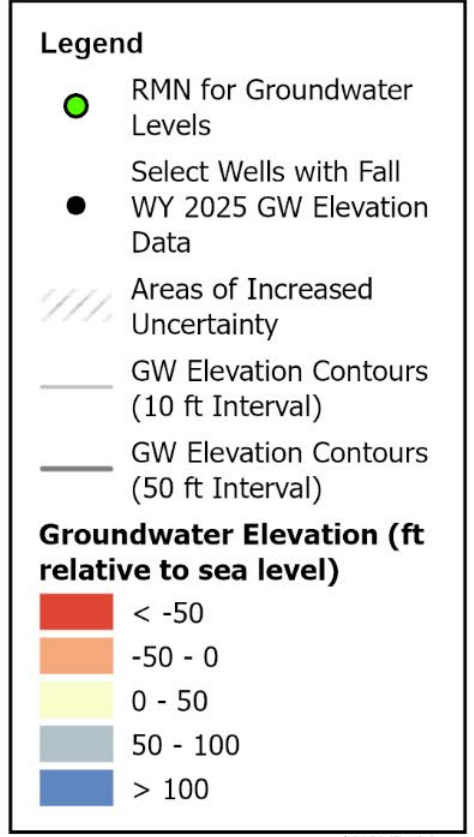 Legend
RMN for Groundwater
Levels
Select Wells with Fall
WY 2025 GW Elevation
Data
Areas of Increased
Uncertainty
GW Elevation Contours
(10 ft Interval)
GW Elevation Contours
(50 ft Interval)
Groundwater Elevation (ft
relative to sea level)
< -50
-50 - 0
0 - 50
50 - 100
> 100